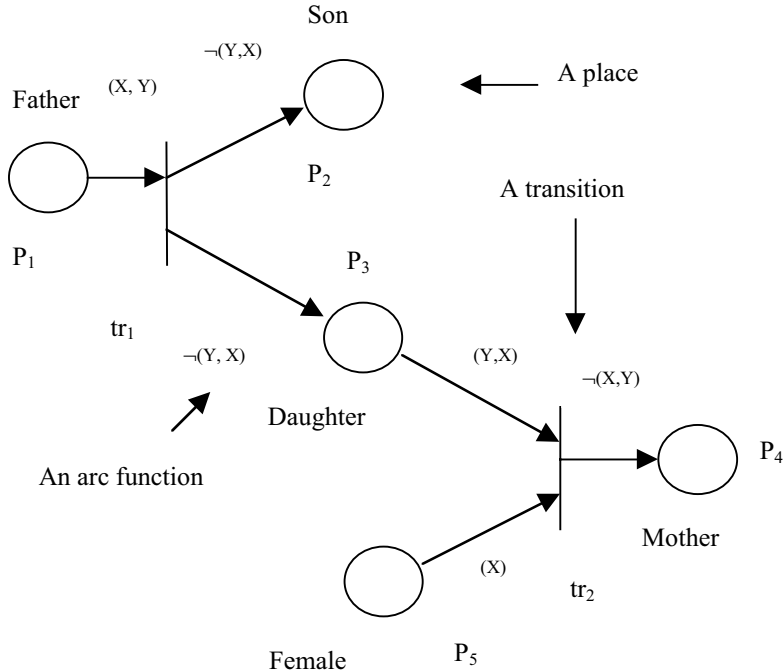 Son
¬(Y,X)
A place
(X, Y)
Father
P₂
A transition
P₁
P₃
tr₁
¬(Y, X)
(Y,X)
¬(X,Y)
Daughter
An arc function
P₄
Mother
(X)
tr₂
Female
P₅